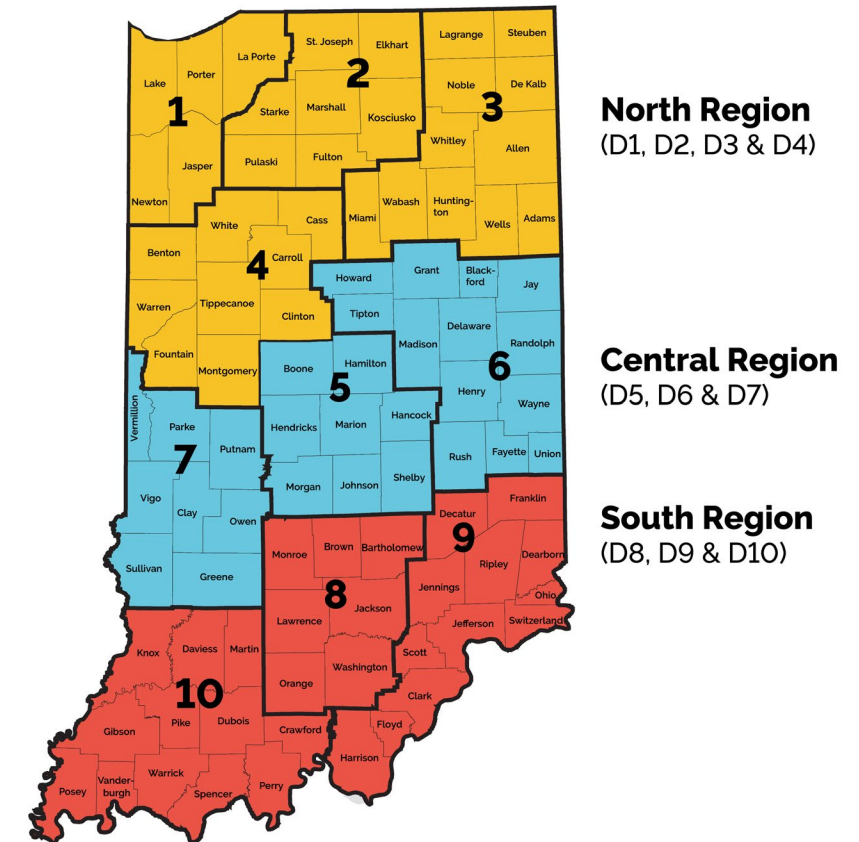 Lagrange
Steuben
St. Joseph
Elkhart
La Porte
Lake
Porter
2
Noble
De Kalb
1
3
Starke
Marshall
Kosciusko
North Region
(D1, D2, D3 & D4)
Whitley
Allen
Jasper
Pulaski
Fulton
Newton
Wabash
Hunting-
ton
Miami
Wells
Adams
White
Cass
Benton
Carroll
4
Howard
Grant
Black-
ford
Jay
Warren
Tippecanoe
Clinton
Tipton
Delaware
Madison
Randolph
Fountain
Montgomery
Boone
Hamilton
5
6
Central Region
(D5, D6 & D7)
Henry
Wayne
Vermillion
Parke
Hendricks
Marion
Hancock
7
Putnam
Rush
Fayette
Union
Vigo
Clay
Morgan
Johnson
Shelby
Owen
Franklin
Decatur
9
South Region
(D8, D9 & D10)
Sullivan
Greene
Monroe
Brown
Bartholomew
Ripley
Dearborn
8
Jennings
Ohio
Lawrence
Jackson
Jefferson
Switzerland
Knox
Daviess
Martin
Scott
Washington
10
Orange
Clark
Gibson
Pike
Dubois
Crawford
Floyd
Harrison
Posey
Vander-
burgh
Warrick
Spencer
Perry